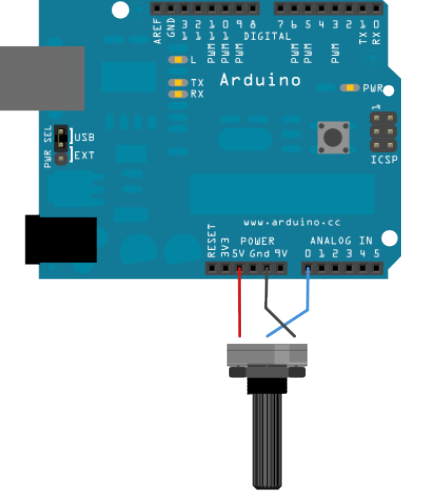 AREF
GND
13
12
11
10
9
8
7
6
5
4
3
2
1
0
PWM
PWM
PWM
PWM
PWM
PWM
TX
RX
DIGITAL
L
TX
RX
Arduino
PWR
1
ICSP
PWR SEL
USB
EXT
www.arduino.cc
POWER
ANALOG IN
RESET
3V3
5V Gnd 9V
0 1 2 3 4 5